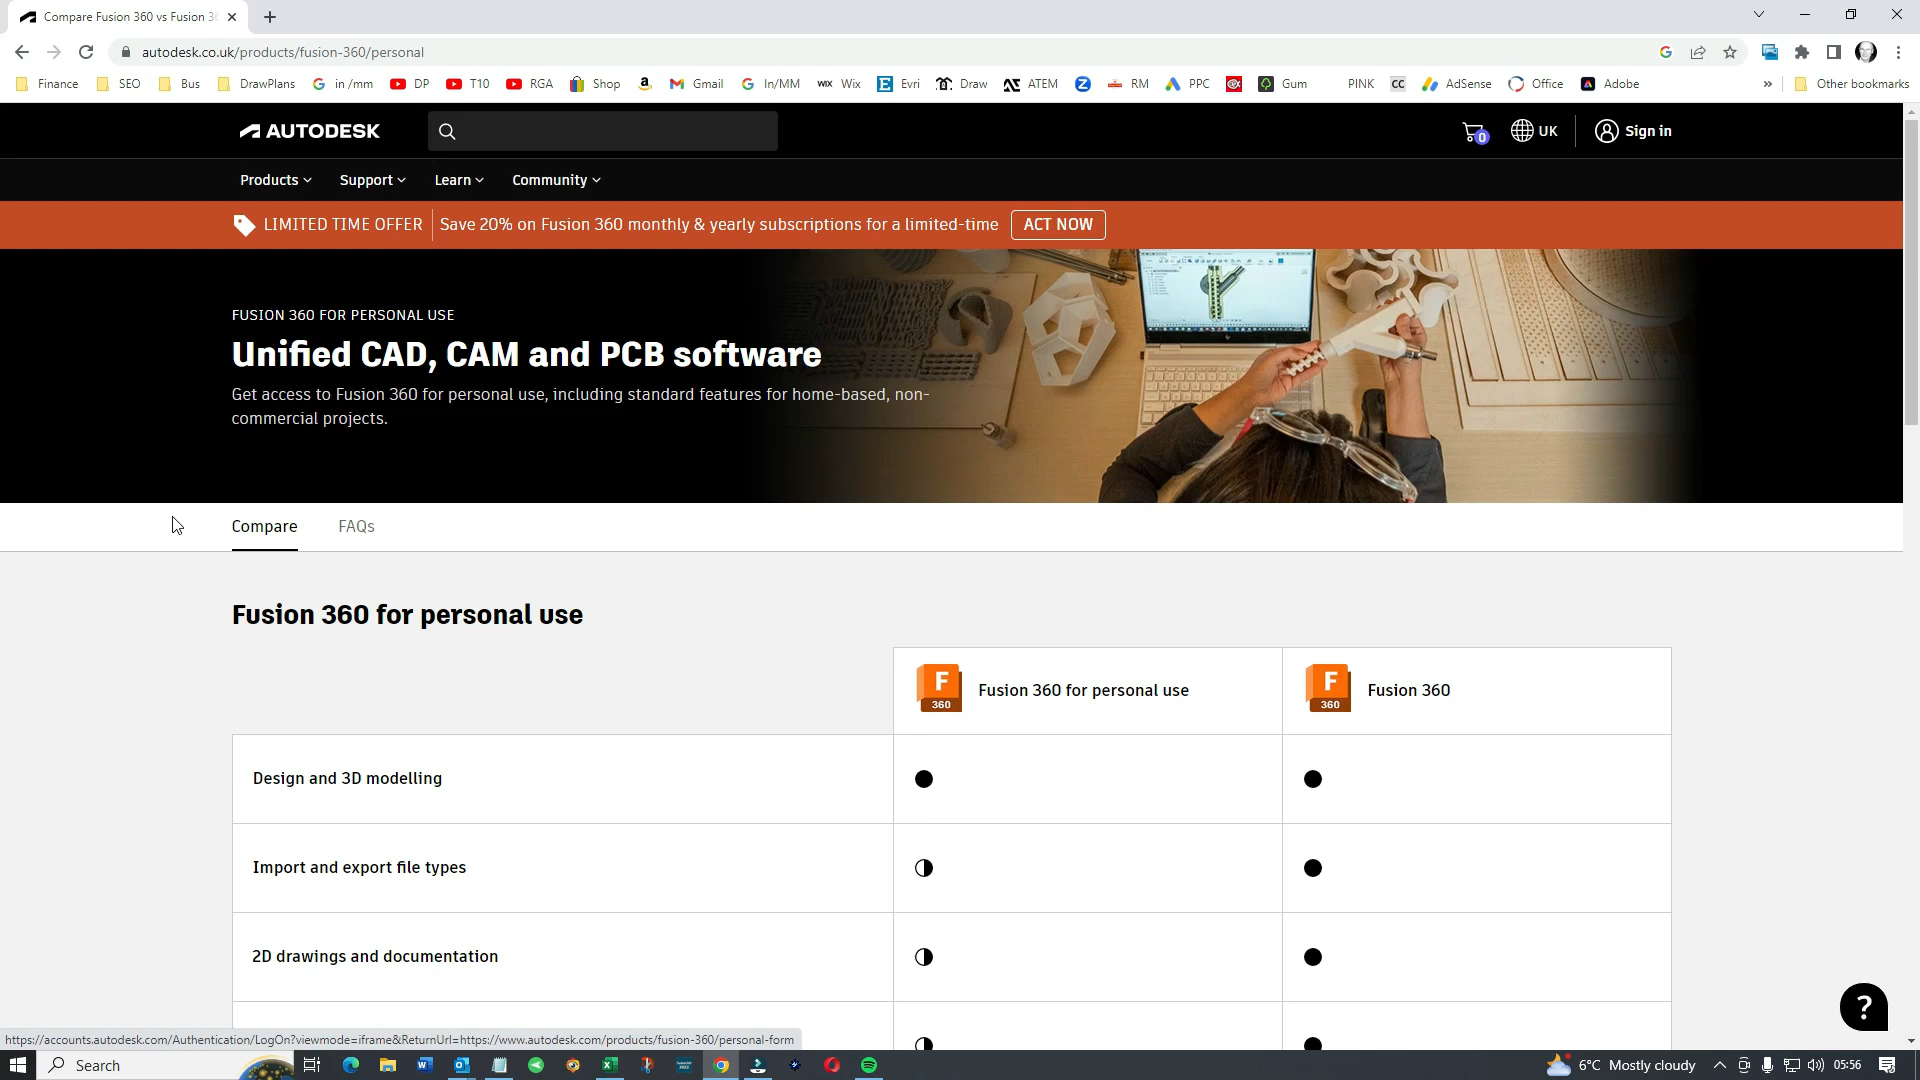 Compare Fusion 360 vs Fusion 36
autodesk.co.uk/products/fusion-360/personal
Finance SEO Bus DrawPlans in /mm DP T10 RGA Shop Gmail In/MM WIX Wix Evri Draw ATEM RM PPC Gum PINK CC AdSense Office Adobe » Other bookmarks
AUTODESK
0 UK Sign in
Products Support Learn Community
LIMITED TIME OFFER Save 20% on Fusion 360 monthly & yearly subscriptions for a limited-time ACT NOW
FUSION 360 FOR PERSONAL USE
Unified CAD, CAM and PCB software
Get access to Fusion 360 for personal use, including standard features for home-based, non-
commercial projects.
Compare FAQs
Fusion 360 for personal use
F 360 Fusion 360 for personal use F 360 Fusion 360
Design and 3D modelling
Import and export file types
2D drawings and documentation
?
https://accounts.autodesk.com/Authentication/LogOn?viewmode=iframe&ReturnUrl=https://www.autodesk.com/products/fusion-360/personal-form
Search 6°C Mostly cloudy 05:56